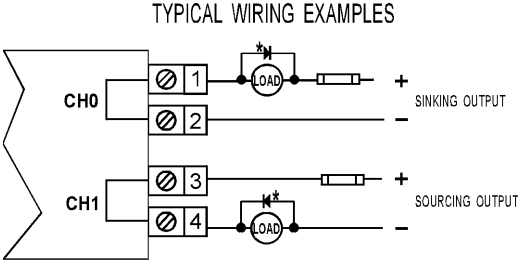 TYPICAL WIRING EXAMPLES
* 
CH0 1 LOAD +
SINKING OUTPUT
2 −
3 +
CH1 * SOURCING OUTPUT
4 LOAD −